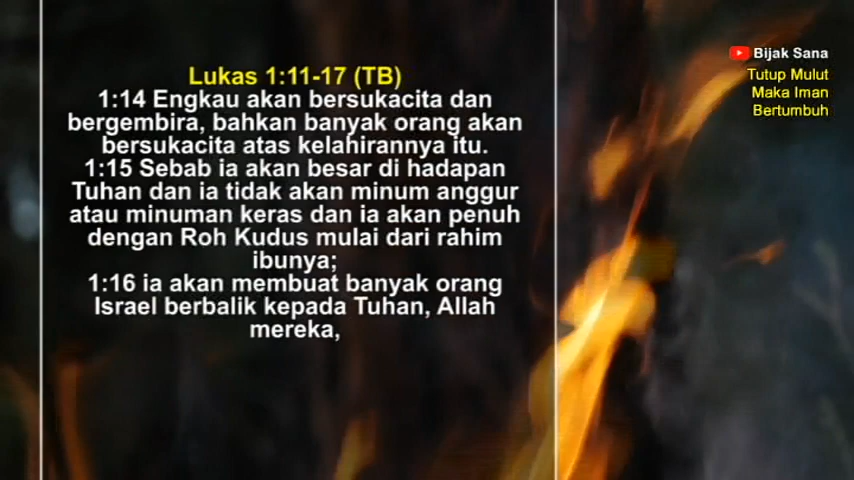 Lukas 1:11-17 (TB)
1:14 Engkau akan bersukacita dan
bergembira, bahkan banyak orang akan
bersukacita atas kelahirannya itu.
1:15 Sebab ia akan besar di hadapan
Tuhan dan ia tidak akan minum anggur
atau minuman keras dan ia akan penuh
dengan Roh Kudus mulai dari rahim
ibunya;
1:16 ia akan membuat banyak orang
Israel berbalik kepada Tuhan, Allah
mereka,
Bijak Sana
Tutup Mulut
Maka Iman
Bertumbuh